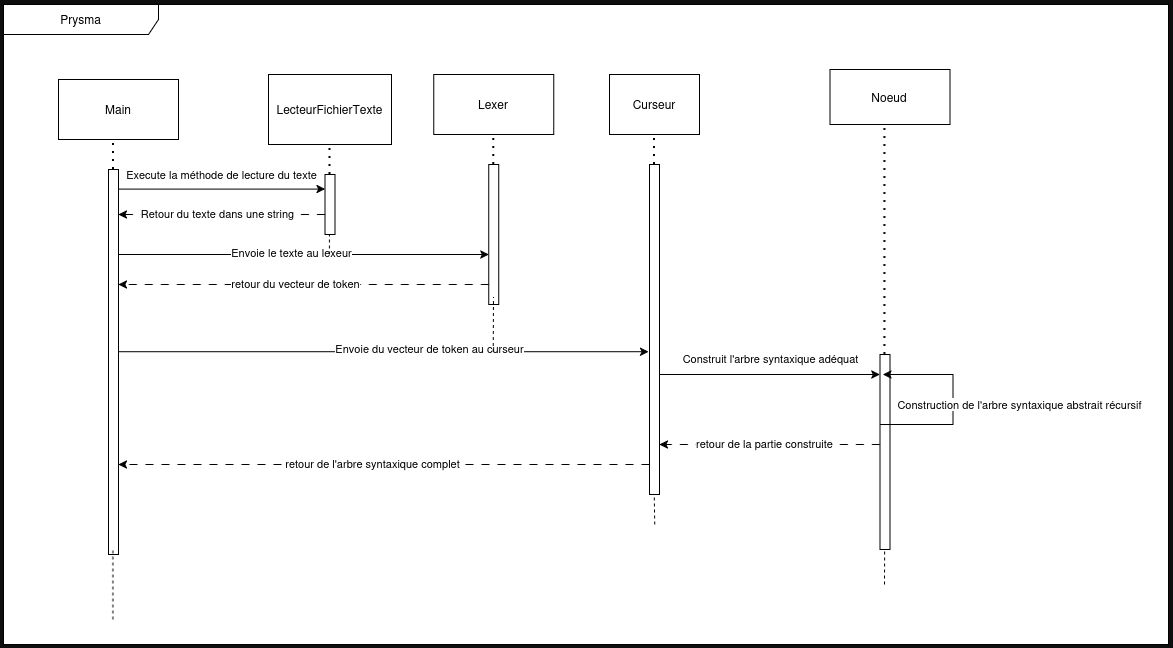 Prysma
Main
LecteurFichierTexte
Lexer
Curseur
Noeud
Execute la méthode de lecture du texte
Retour du texte dans une string
Envoie le texte au lexeur
retour du vecteur de token
Envoie du vecteur de token au curseur
Construit l'arbre syntaxique adéquat
Construction de l'arbre syntaxique abstrait récursif
retour de la partie construite
retour de l'arbre syntaxique complet